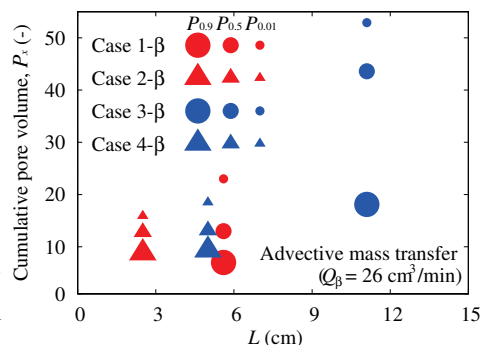 P0.9 P0.5 P0.01
Case 1-β
Case 2-β
Case 3-β
Case 4-β
Advective mass transfer
(Qβ = 26 cm³/min)
Cumulative pore volume, Px (-)
50
40
30
20
10
0
0 3 6 9 12 15
L (cm)